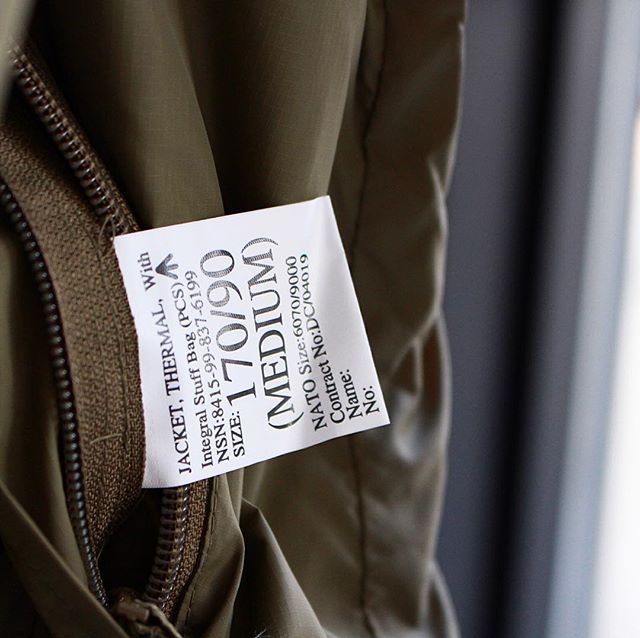 JACKET, THERMAL, With
Integral Stuff Bag (PCS)
NSN:8415-99-837-6199
SIZE: 170/90
(MEDIUM)
NATO Size:6070/9000
Contract No:DC/04019
Name:
No: